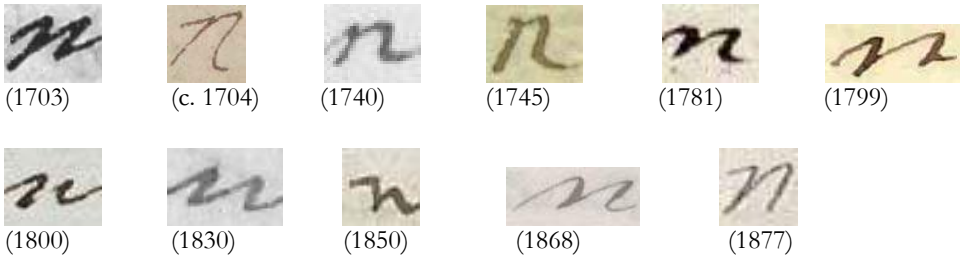 n n n n n n
(1703) (c. 1704) (1740) (1745) (1781) (1799)
n n n n n
(1800) (1830) (1850) (1868) (1877)